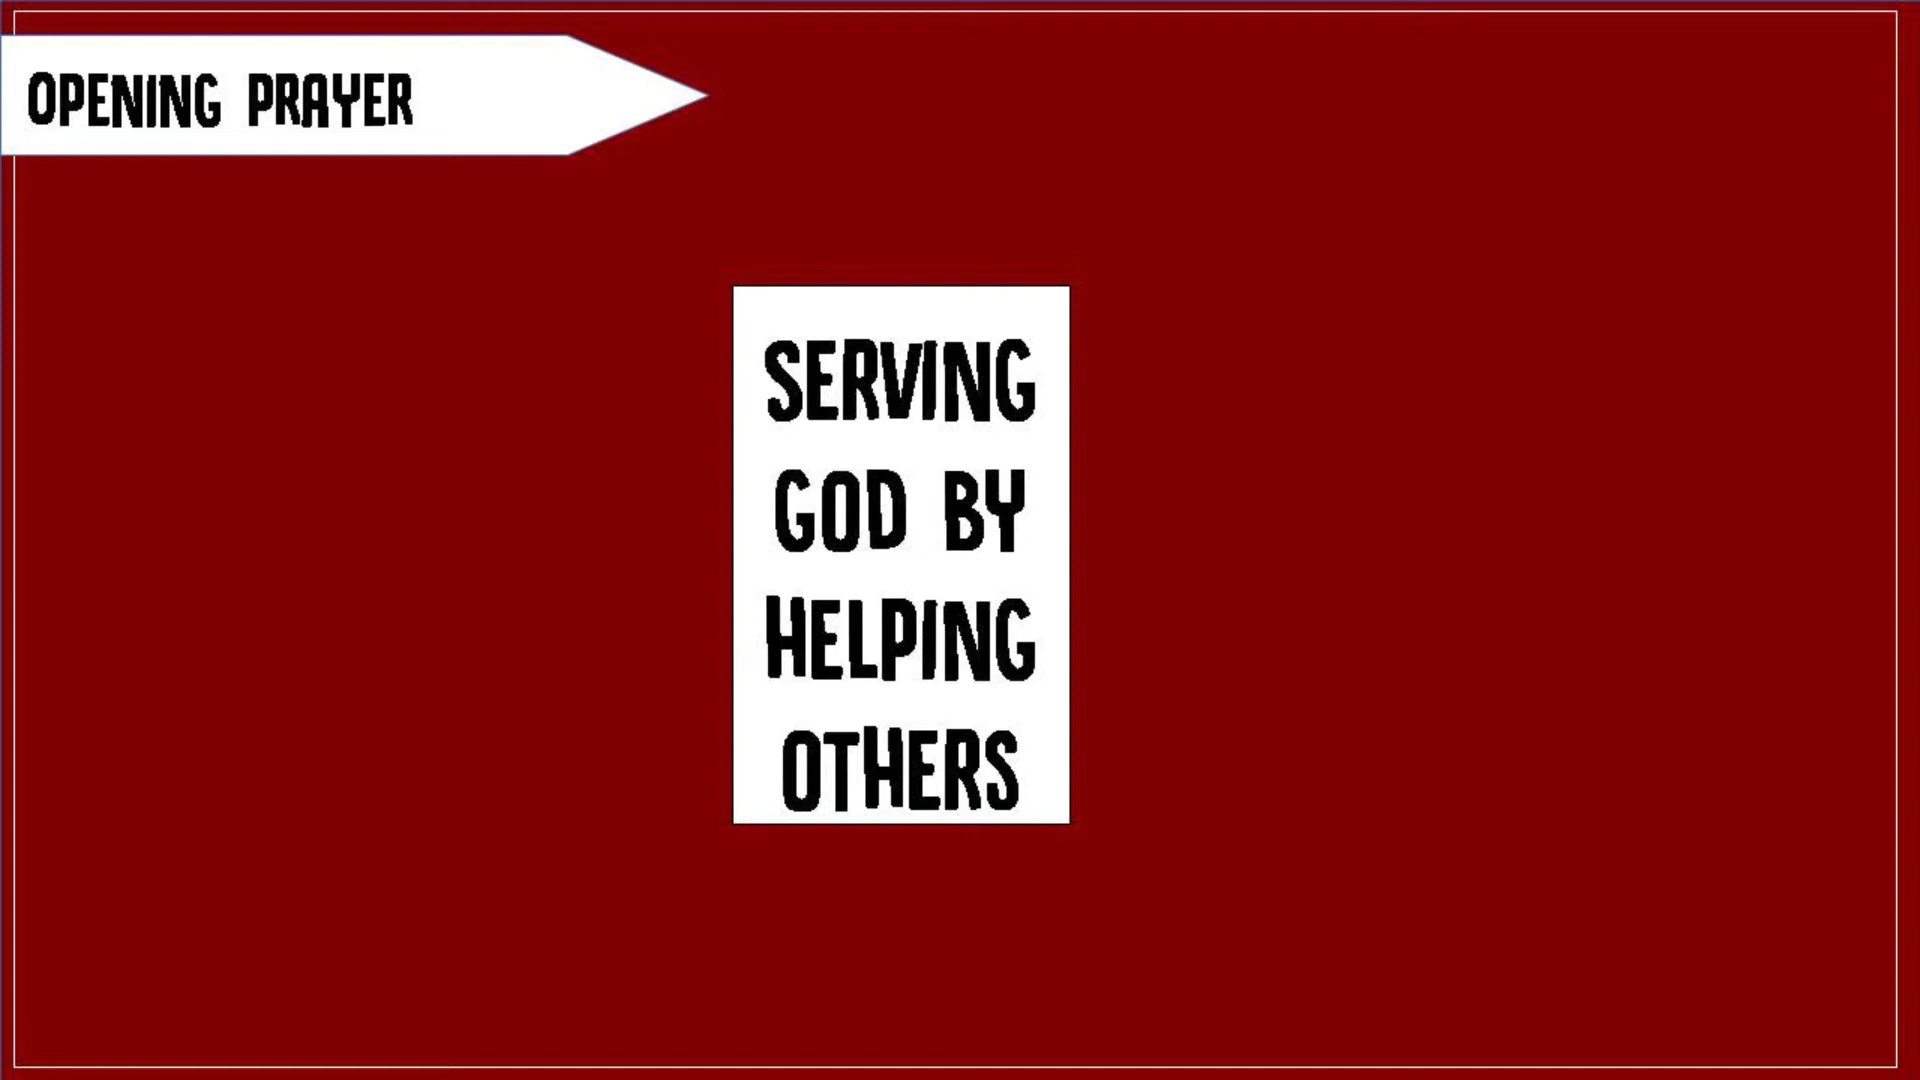 OPENING PRAYER
SERVING
GOD BY
HELPING
OTHERS